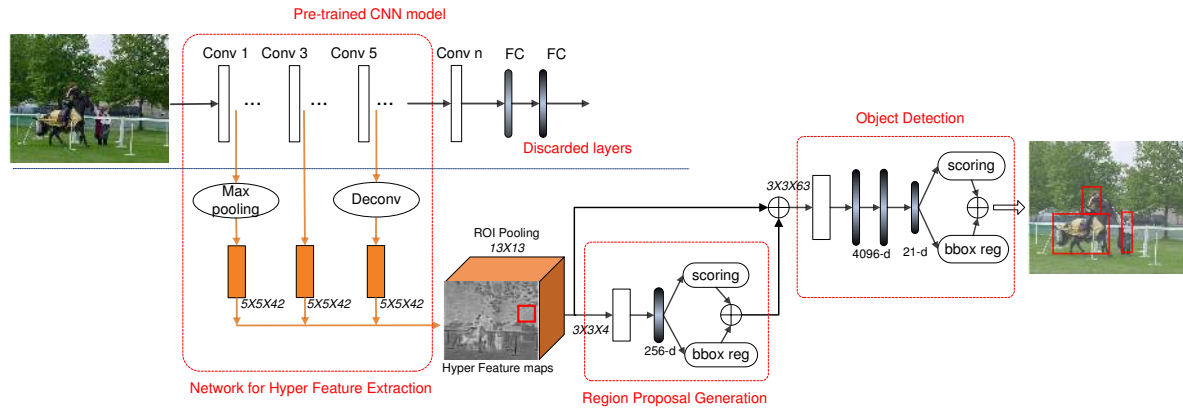 Pre-trained CNN model
Conv 1
Conv 3
Conv 5
Conv n
FC
FC
...
...
...
Discarded layers
Max
pooling
Deconv
5X5X42
5X5X42
5X5X42
Network for Hyper Feature Extraction
ROI Pooling
13X13
Hyper Feature maps
3X3X4
256-d
scoring
bbox reg
Region Proposal Generation
Object Detection
3X3X63
4096-d
21-d
scoring
bbox reg